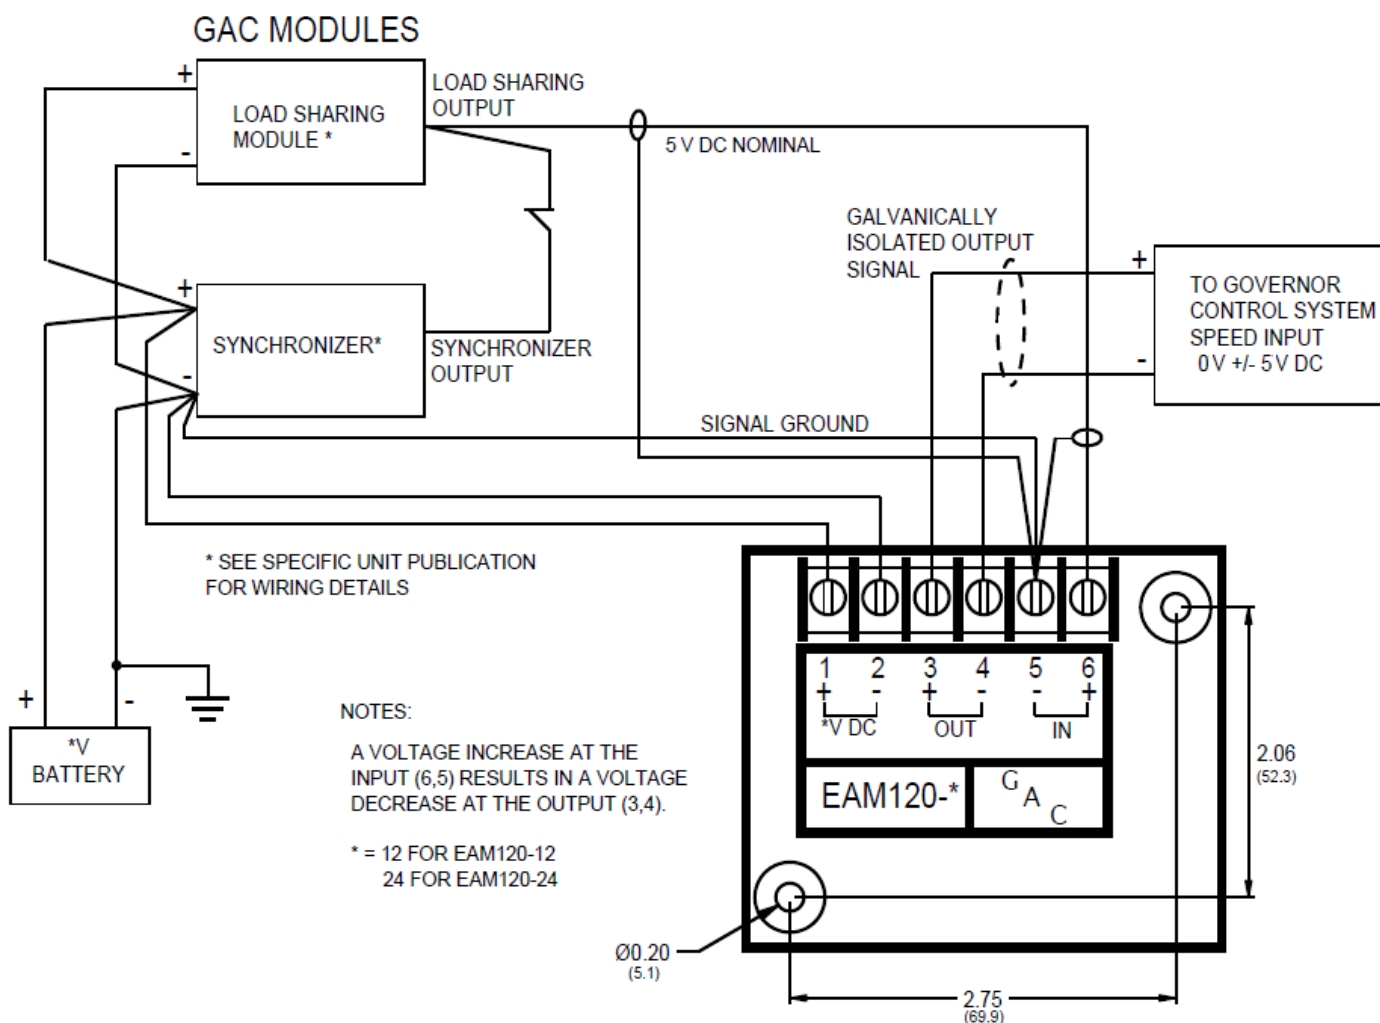 GAC MODULES
+
LOAD SHARING
MODULE *
-
LOAD SHARING
OUTPUT
5 V DC NOMINAL
GALVANICALLY
ISOLATED OUTPUT
SIGNAL
+
TO GOVERNOR
CONTROL SYSTEM
SPEED INPUT
0 V +/- 5 V DC
-
+
SYNCHRONIZER*
-
SYNCHRONIZER
OUTPUT
SIGNAL GROUND
* SEE SPECIFIC UNIT PUBLICATION
FOR WIRING DETAILS
+ -
*V
BATTERY
NOTES:
A VOLTAGE INCREASE AT THE
INPUT (6,5) RESULTS IN A VOLTAGE
DECREASE AT THE OUTPUT (3,4).
* = 12 FOR EAM120-12
24 FOR EAM120-24
1 2 3 4 5 6
+ - + - - +
*V DC OUT IN
EAM120-*
G A C
2.06
(52.3)
Ø0.20
(5.1)
2.75
(69.9)